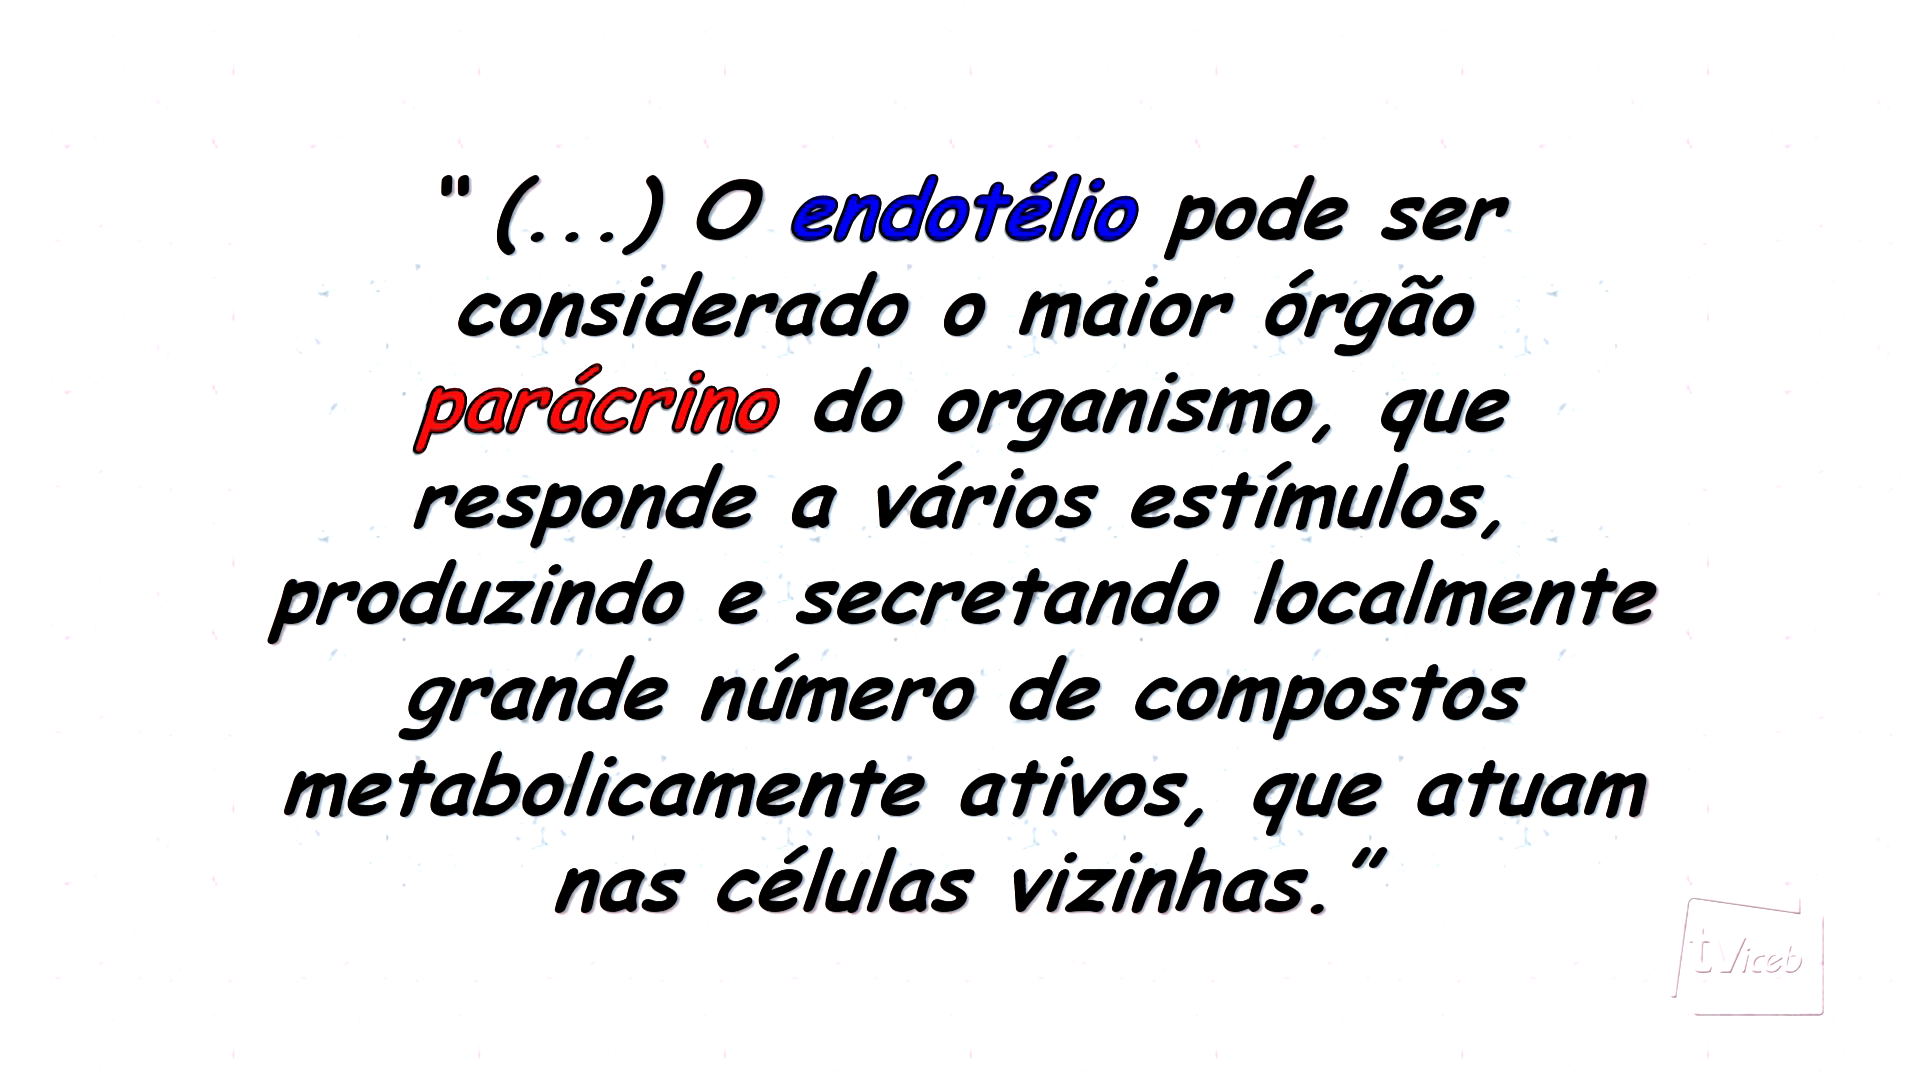 " (...) O endotélio pode ser
considerado o maior órgão
parácrino do organismo, que
responde a vários estímulos,
produzindo e secretando localmente
grande número de compostos
metabolicamente ativos, que atuam
nas células vizinhas.”
tViceb